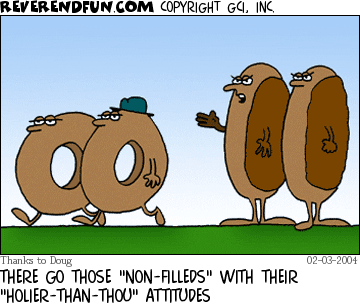 REVERENDFUN.COM COPYRIGHT GCI, INC.
Thanks to Doug 02-03-2004
THERE GO THOSE "NON-FILLEDS" WITH THEIR
"HOLIER-THAN-THOU" ATTITUDES